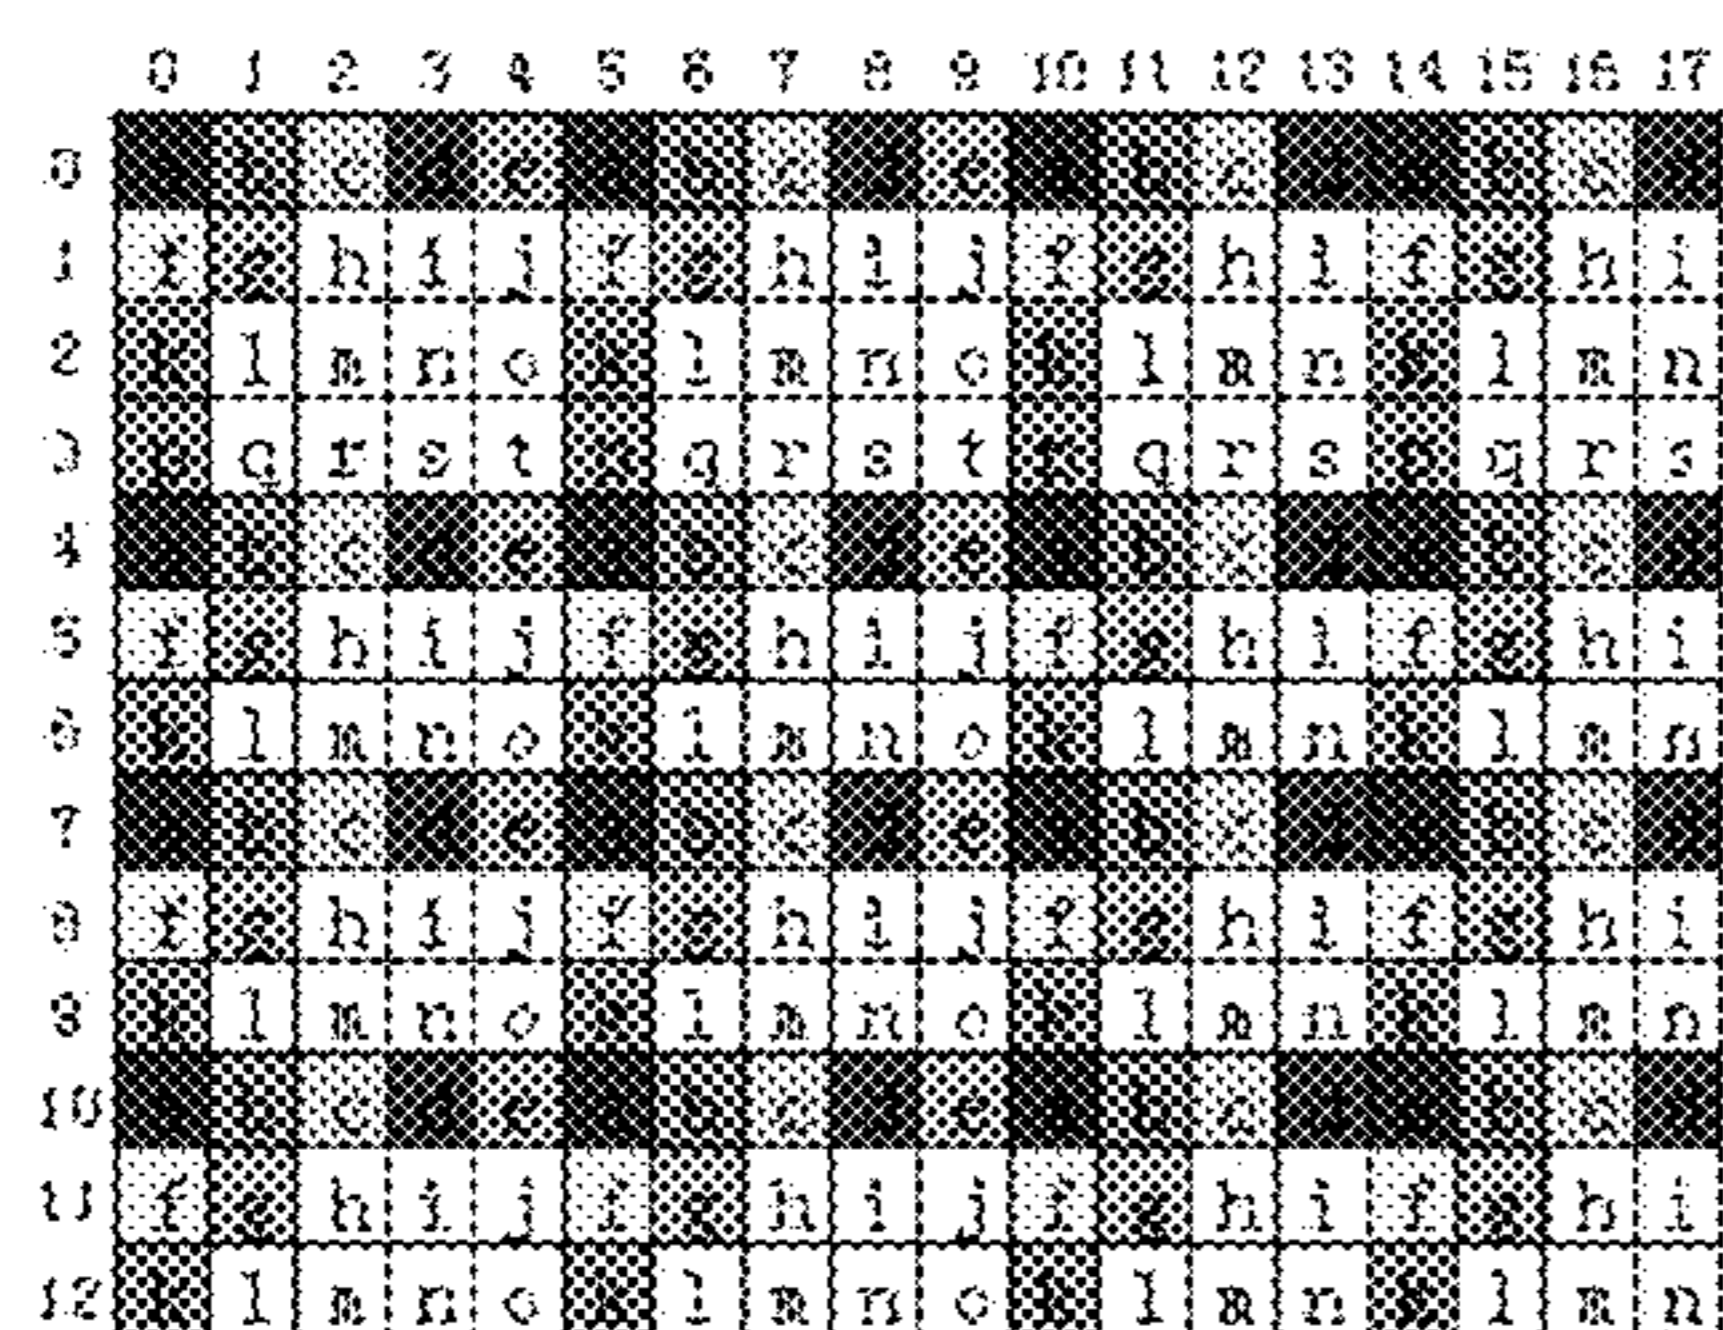 0 1 2 3 4 5 6 7 8 9 10 11 12 13 14 15 16 17
0 a b c d e a b c d e a b c d a b c d
1 f g h i j f g h i j f g h i f g h i
2 k l m n o k l m n o k l m n k l m n
3 p q r s t p q r s t p q r s p q r s
4 a b c d e a b c d e a b c d a b c d
5 f g h i j f g h i j f g h i f g h i
6 k l m n o k l m n o k l m n k l m n
7 a b c d e a b c d e a b c d a b c d
8 f g h i j f g h i j f g h i f g h i
9 k l m n o k l m n o k l m n k l m n
10 a b c d e a b c d e a b c d a b c d
11 f g h i j f g h i j f g h i f g h i
12 k l m n o k l m n o k l m n k l m n